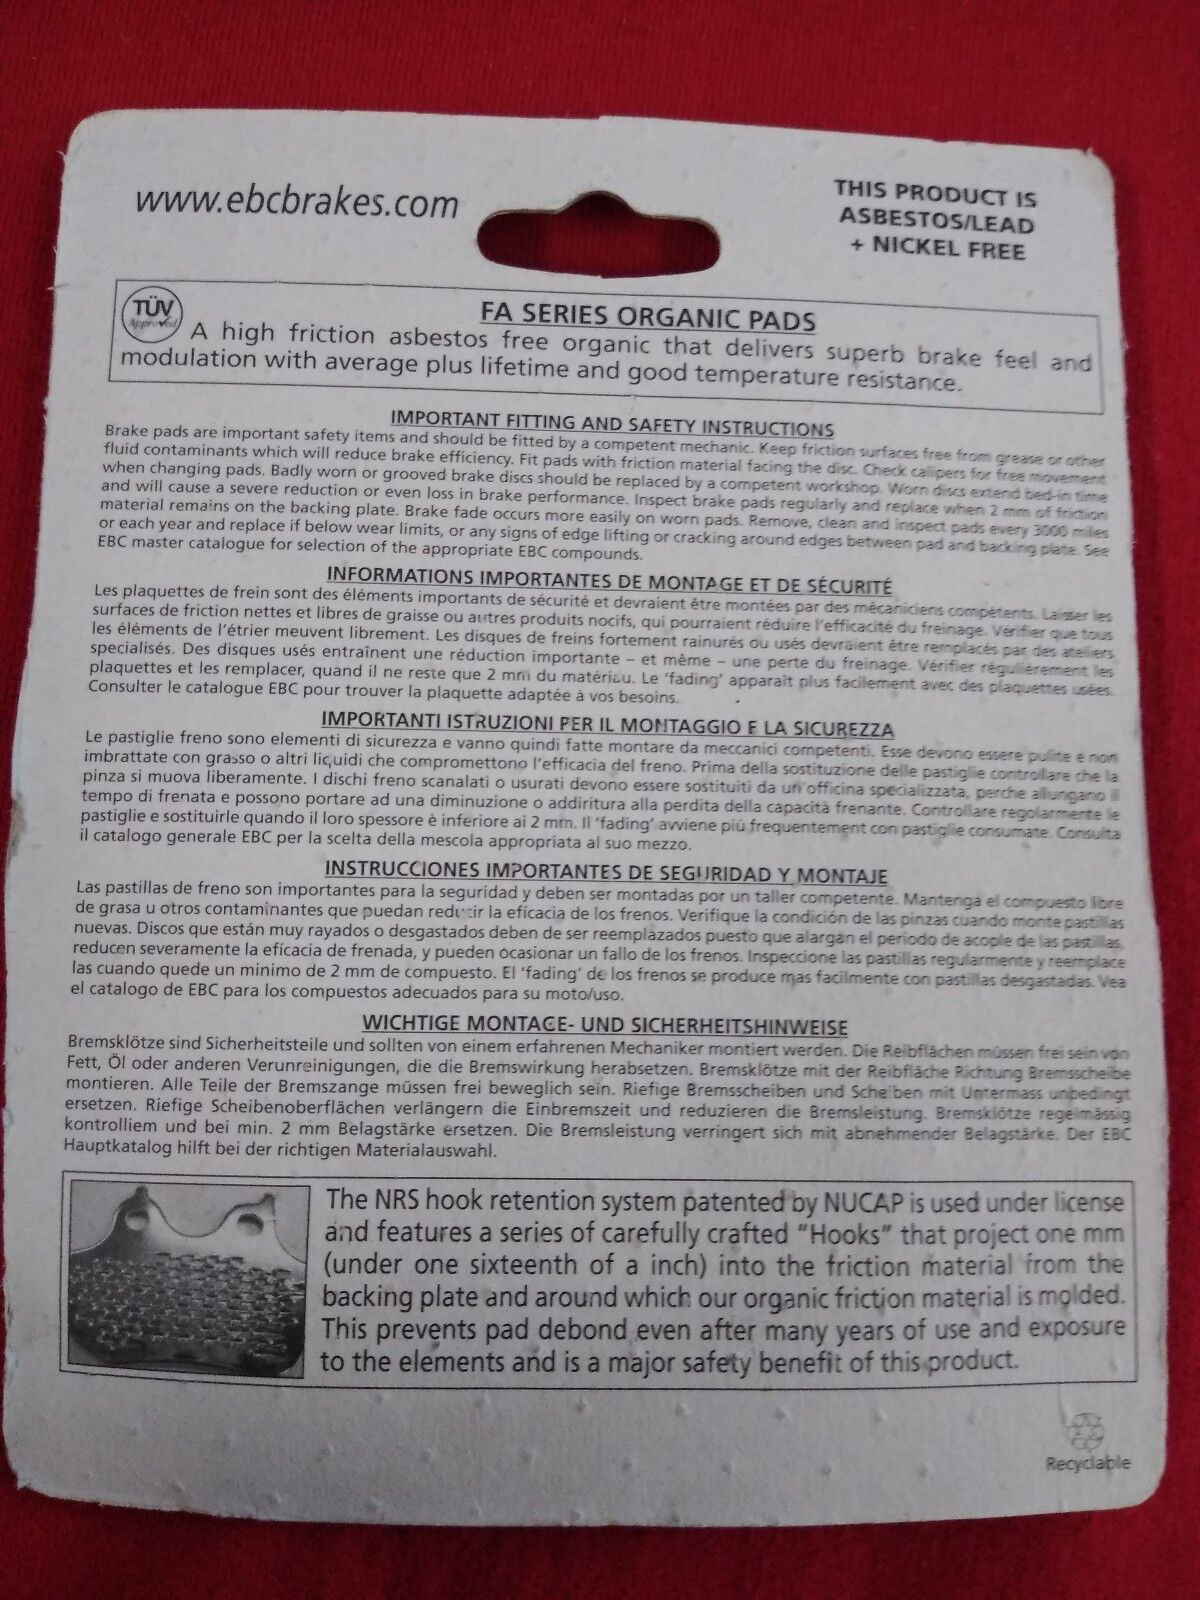 www.ebcbrakes.com
THIS PRODUCT IS
ASBESTOS/LEAD
+ NICKEL FREE
TÜV
Approved
FA SERIES ORGANIC PADS
A high friction asbestos free organic that delivers superb brake feel and
modulation with average plus lifetime and good temperature resistance.
IMPORTANT FITTING AND SAFETY INSTRUCTIONS
Brake pads are important safety items and should be fitted by a competent mechanic. Keep friction surfaces free from grease or other
fluid contaminants which will reduce brake efficiency. Fit pads with friction material facing the disc. Check callipers for free movement
when changing pads. Badly worn or grooved brake discs should be replaced by a competent workshop. Worn discs extend bed-in time
and will cause a severe reduction or even loss in brake performance. Inspect brake pads regularly and replace when 2 mm of friction
material remains on the backing plate. Brake fade occurs more easily on worn pads. Remove, clean and inspect pads every 3000 miles
or each year and replace if below wear limits, or any signs of edge lifting or cracking around edges between pad and backing plate. See
EBC master catalogue for selection of the appropriate EBC compounds.
INFORMATIONS IMPORTANTES DE MONTAGE ET DE SÉCURITÉ
Les plaquettes de frein sont des éléments importants de sécurité et devraient être montées par des mécaniciens compétents. Laisser les
surfaces de friction nettes et libres de graisse ou autres produits nocifs, qui pourraient réduire l'efficacité du freinage. Vérifier que tous
les éléments de l'étrier meuvent librement. Les disques de freins fortement rainurés ou usés devraient être remplacés par des ateliers
specialisés. Des disques usés entraînent une réduction importante – et même – une perte du freinage. Vérifier régulièrement les
plaquettes et les remplacer, quand il ne reste que 2 mm du matériau. Le 'fading' apparaît plus facilement avec des plaquettes usées.
Consulter le catalogue EBC pour trouver la plaquette adaptée à vos besoins.
IMPORTANTI ISTRUZIONI PER IL MONTAGGIO E LA SICUREZZA
Le pastiglie freno sono elementi di sicurezza e vanno quindi fatte montare da meccanici competenti. Esse devono essere pulite e non
imbrattate con grasso o altri liquidi che compromettono l'efficacia del freno. Prima della sostituzione delle pastiglie controllare che la
pinza si muova liberamente. I dischi freno scanalati o usurati devono essere sostituiti da un'officina specializzata, perche allungano il
tempo di frenata e possono portare ad una diminuzione o addiritura alla perdita della capacità frenante. Controllare regolarmente le
pastiglie e sostituirle quando il loro spessore è inferiore ai 2 mm. Il 'fading' avviene più frequentemente con pastiglie consumate. Consulta
il catalogo generale EBC per la scelta della mescola appropriata al suo mezzo.
INSTRUCCIONES IMPORTANTES DE SEGURIDAD Y MONTAJE
Las pastillas de freno son importantes para la seguridad y deben ser montadas por un taller competente. Mantenga el compuesto libre
de grasa u otros contaminantes que puedan reducir la eficacia de los frenos. Verifique la condición de las pinzas cuando monte pastillas
nuevas. Discos que están muy rayados o desgastados deben de ser reemplazados puesto que alargan el periodo de acople de las pastillas,
reducen severamente la eficacia de frenada, y pueden ocasionar un fallo de los frenos. Inspeccione las pastillas regularmente y reemplace
las cuando quede un minimo de 2 mm de compuesto. El 'fading' de los frenos se produce mas facilmente con pastillas desgastadas. Vea
el catalogo de EBC para los compuestos adecuados para su moto/uso.
WICHTIGE MONTAGE- UND SICHERHEITSHINWEISE
Bremsklötze sind Sicherheitsteile und sollten von einem erfahrenen Mechaniker montiert werden. Die Reibflächen müssen frei sein von
Fett, Öl oder anderen Verunreinigungen, die die Bremswirkung herabsetzen. Bremsklötze mit der Reibfläche Richtung Bremsscheibe
montieren. Alle Teile der Bremszange müssen frei beweglich sein. Riefige Bremsscheiben und Scheiben mit Untermass unbedingt
ersetzen. Riefige Scheibenoberflächen verlängern die Einbremszeit und reduzieren die Bremsleistung. Bremsklötze regelmässig
kontrolliem und bei min. 2 mm Belagstärke ersetzen. Die Bremsleistung verringert sich mit abnehmender Belagstärke. Der EBC
Hauptkatalog hilft bei der richtigen Materialauswahl.
The NRS hook retention system patented by NUCAP is used under license
and features a series of carefully crafted "Hooks" that project one mm
(under one sixteenth of a inch) into the friction material from the
backing plate and around which our organic friction material is molded.
This prevents pad debond even after many years of use and exposure
to the elements and is a major safety benefit of this product.
Recyclable